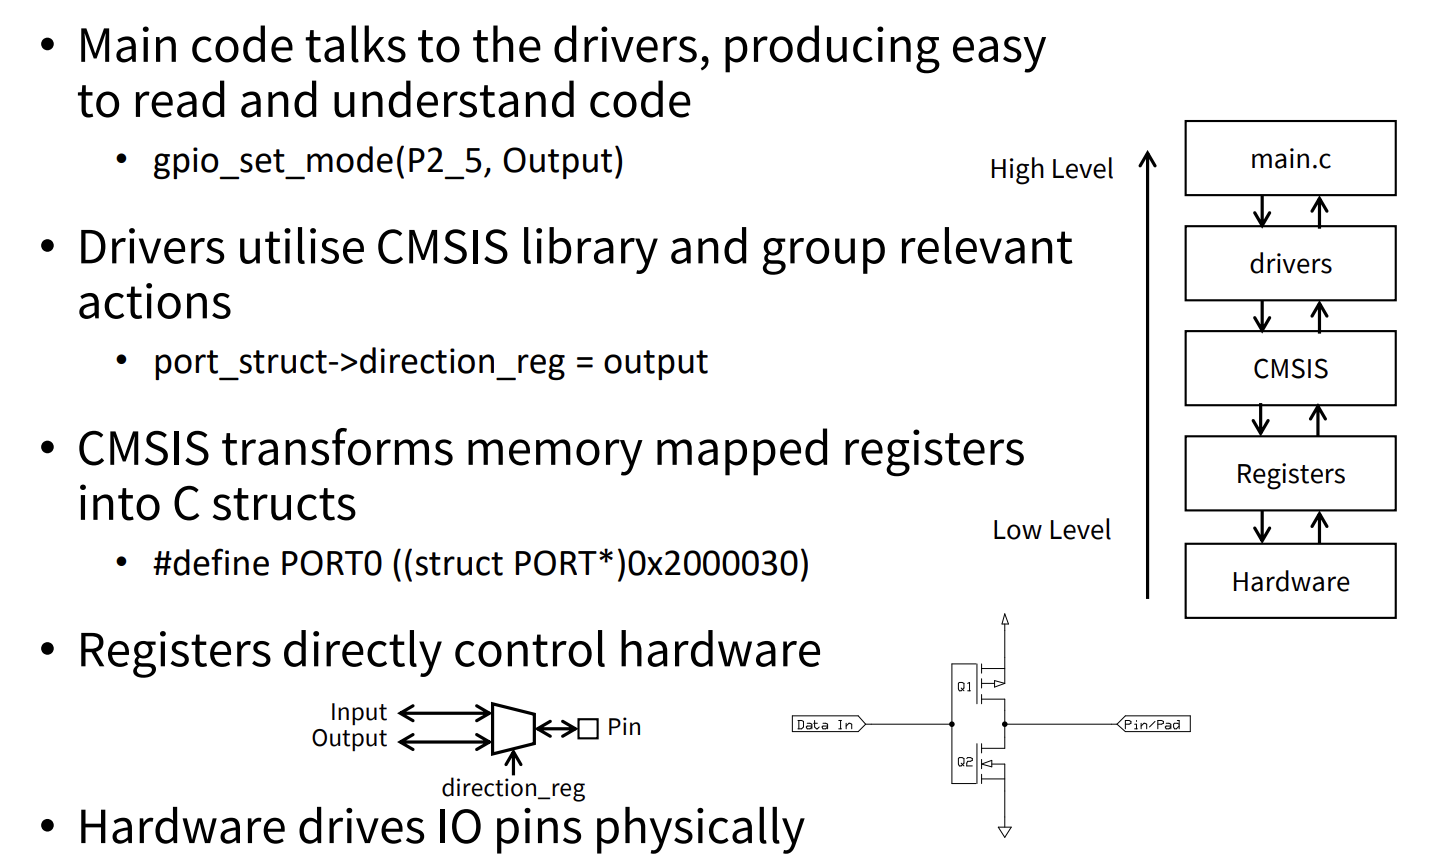 • Main code talks to the drivers, producing easy
to read and understand code
• gpio_set_mode(P2_5, Output)
• Drivers utilise CMSIS library and group relevant
actions
• port_struct->direction_reg = output
• CMSIS transforms memory mapped registers
into C structs
• #define PORT0 ((struct PORT*)0x2000030)
• Registers directly control hardware
Input
Output
Pin
direction_reg
• Hardware drives IO pins physically
High Level
Low Level
main.c
drivers
CMSIS
Registers
Hardware
Data In
Q1
Q2
Pin/Pad